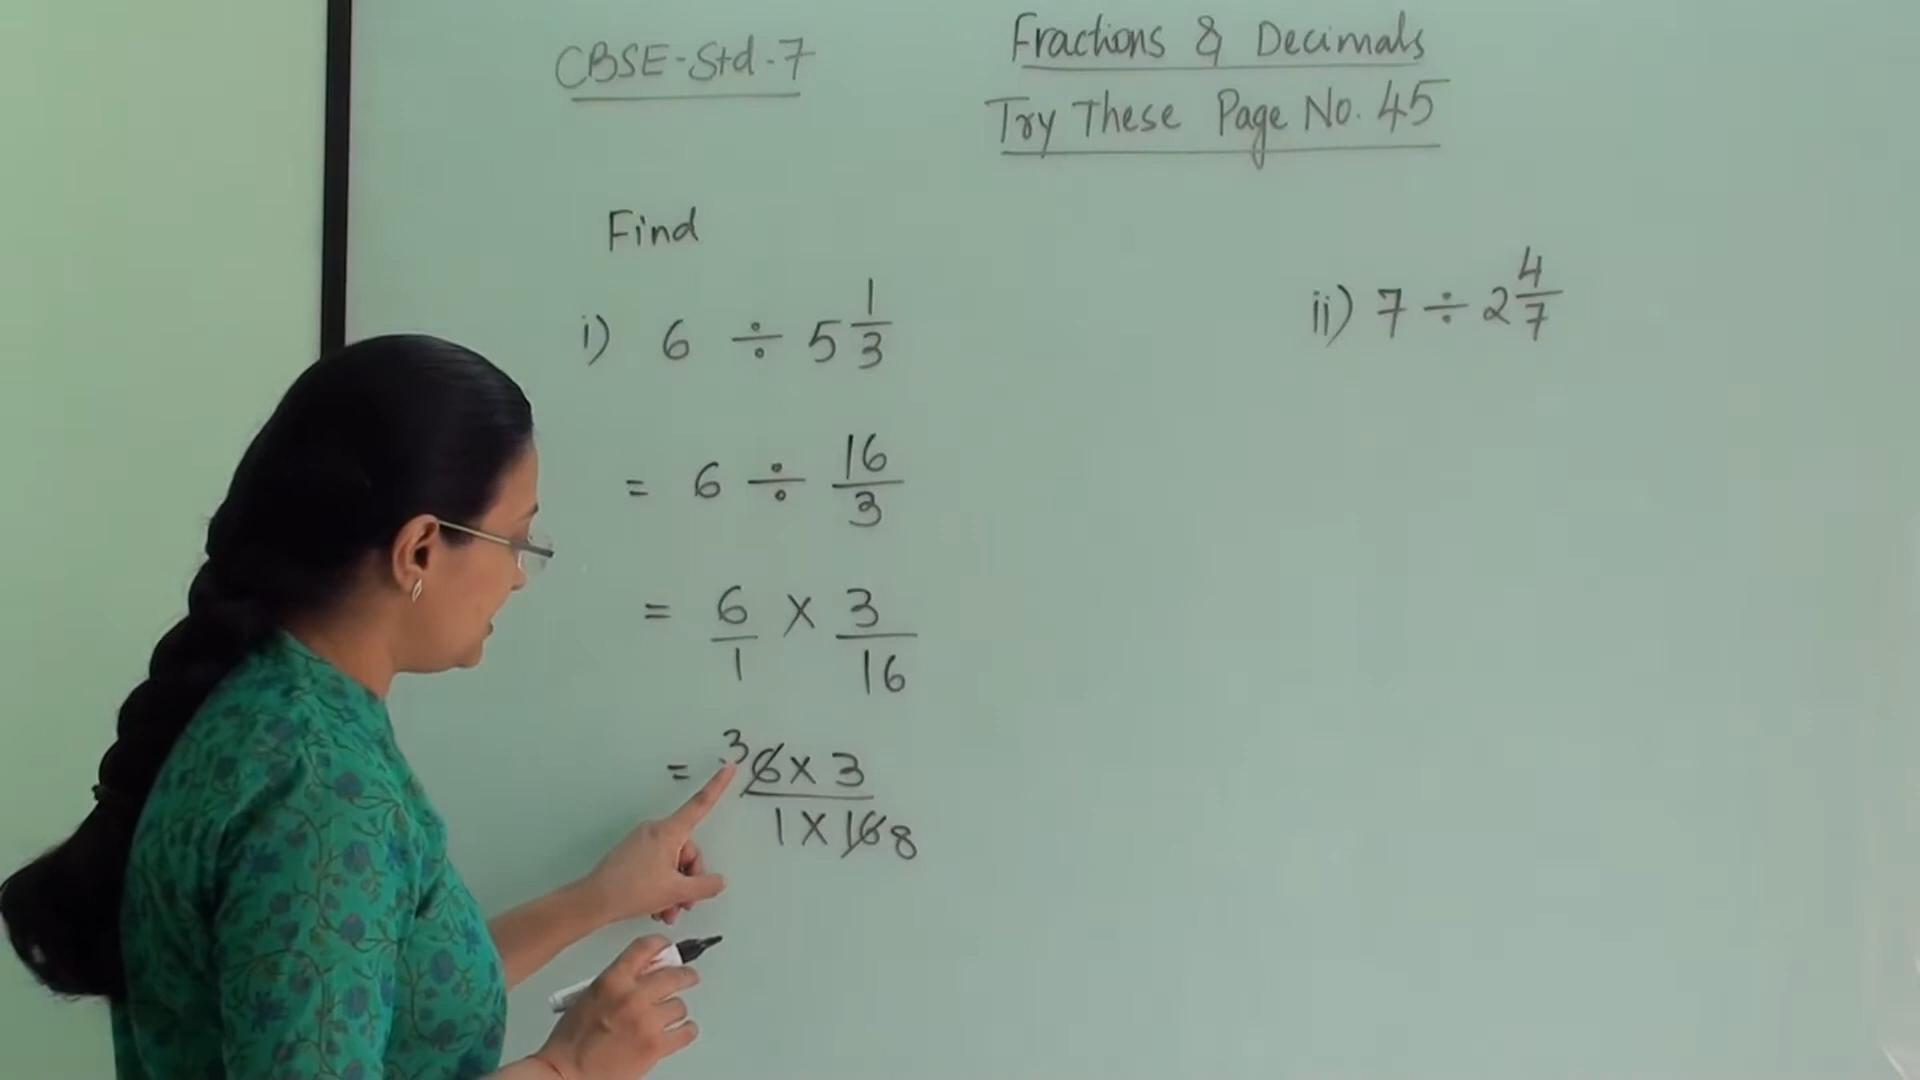 CBSE-Std-7
Fractions & Decimals
Try These Page No. 45
Find
i) 6 ÷ 5 1/3
= 6 ÷ 16/3
= 6/1 X 3/16
= 3 6 X 3 / 1 X 16 8
ii) 7 ÷ 2 4/7